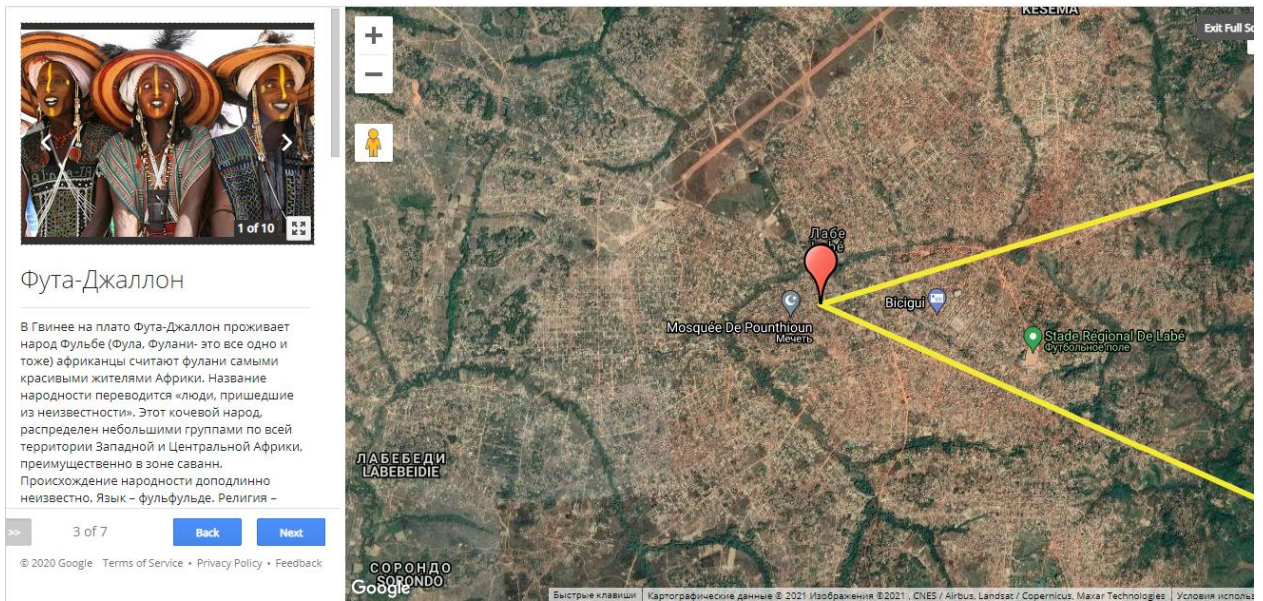 1 of 10
Фута-Джаллон
В Гвинее на плато Фута-Джаллон проживает
народ Фульбе (Фула, Фулани- это все одно и
тоже) африканцы считают фулани самыми
красивыми жителями Африки. Название
народности переводится «люди, пришедшие
из неизвестности». Этот кочевой народ,
распределен небольшими группами по всей
территории Западной и Центральной Африки,
преимущественно в зоне саванн.
Происхождение народности доподлинно
неизвестно. Язык – фульфульде. Религия –
>> 3 of 7 Back Next
© 2020 Google Terms of Service • Privacy Policy • Feedback
KESEMA
Exit Full Sc
Лабе
Labé
Bicigui
Mosquée De Pounthioun
Мечеть
Stade Régional De Labé
Футбольное поле
ЛАБЕБЕДИ
LABEBEIDIE
СОРОНДО
SORONDO
Google
Быстрые клавиши Картографические данные © 2021 Изображения ©2021 , CNES / Airbus, Landsat / Copernicus, Maxar Technologies Условия использ